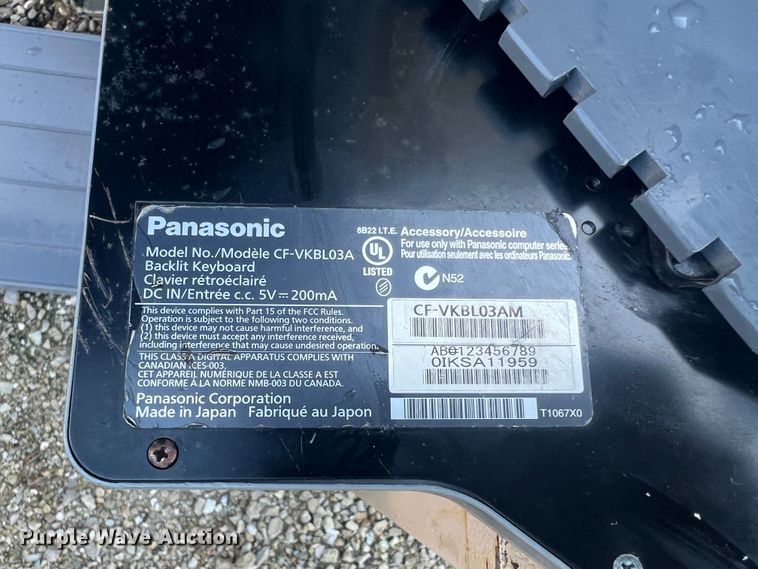 Panasonic
Model No./Modèle CF-VKBL03A
Backlit Keyboard
Clavier rétroéclairé
DC IN/Entrée c.c. 5V⎓200mA
This device complies with Part 15 of the FCC Rules.
Operation is subject to the following two conditions.
(1) this device may not cause harmful interference, and
(2) this device must accept any interference received,
including interference that may cause undesired operation.
THIS CLASS A DIGITAL APPARATUS COMPLIES WITH
CANADIAN ICES-003.
CET APPAREIL NUMÉRIQUE DE LA CLASSE A EST
CONFORME A LA NORME NMB-003 DU CANADA.
Panasonic Corporation
Made in Japan Fabriqué au Japon
8B22 I.T.E. Accessory/Accessoire
For use only with Panasonic computer series.
Pour utilisation seulement avec les ordinateurs Panasonic.
UL
LISTED
N52
CF-VKBL03AM
AB0123456789
0IKSA11959
T1067X0
Purple Wave Auction